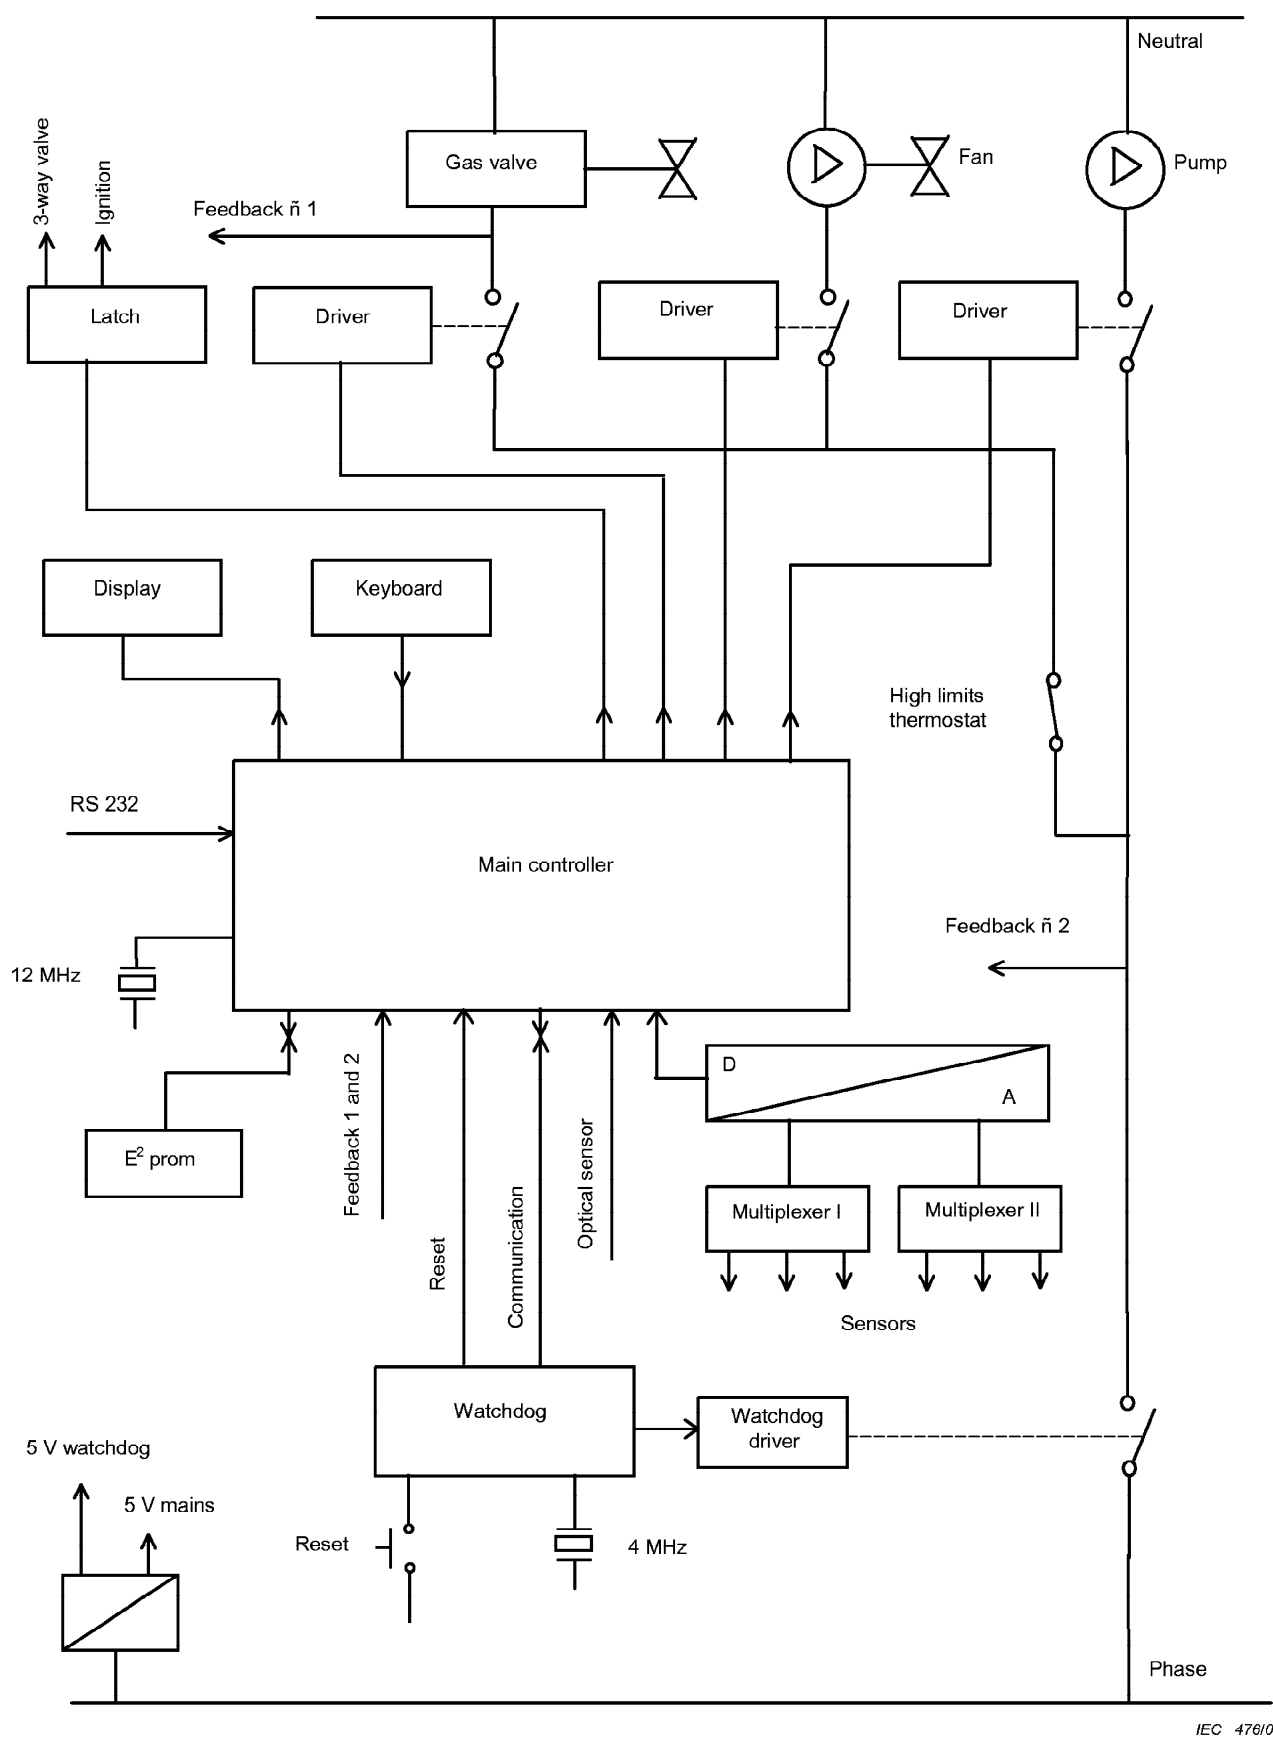 Neutral
3-way valve
Ignition
Gas valve
Fan
Pump
Feedback ñ 1
Latch
Driver
Driver
Driver
Display
Keyboard
High limits
thermostat
RS 232
Main controller
Feedback ñ 2
12 MHz
D
A
Feedback 1 and 2
Optical sensor
E² prom
Reset
Communication
Multiplexer I
Multiplexer II
Sensors
Watchdog
Watchdog
driver
5 V watchdog
5 V mains
Reset
4 MHz
Phase
IEC 476/0